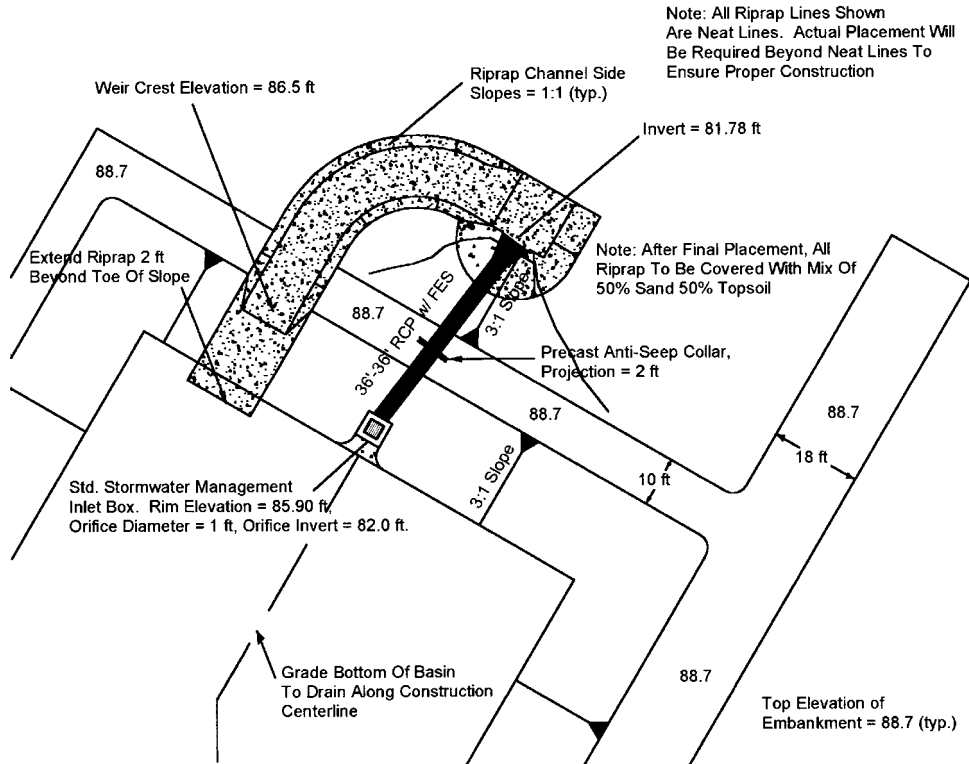 Note: All Riprap Lines Shown
Are Neat Lines. Actual Placement Will
Be Required Beyond Neat Lines To
Ensure Proper Construction
Weir Crest Elevation = 86.5 ft
Riprap Channel Side
Slopes = 1:1 (typ.)
Invert = 81.78 ft
88.7
Extend Riprap 2 ft
Beyond Toe Of Slope
Note: After Final Placement, All
Riprap To Be Covered With Mix Of
50% Sand 50% Topsoil
88.7
36'-36" RCP w/ FES
3:1 Slope
Precast Anti-Seep Collar,
Projection = 2 ft
88.7
88.7
18 ft
10 ft
3:1 Slope
Std. Stormwater Management
Inlet Box. Rim Elevation = 85.90 ft,
Orifice Diameter = 1 ft, Orifice Invert = 82.0 ft.
Grade Bottom Of Basin
To Drain Along Construction
Centerline
88.7
Top Elevation of
Embankment = 88.7 (typ.)